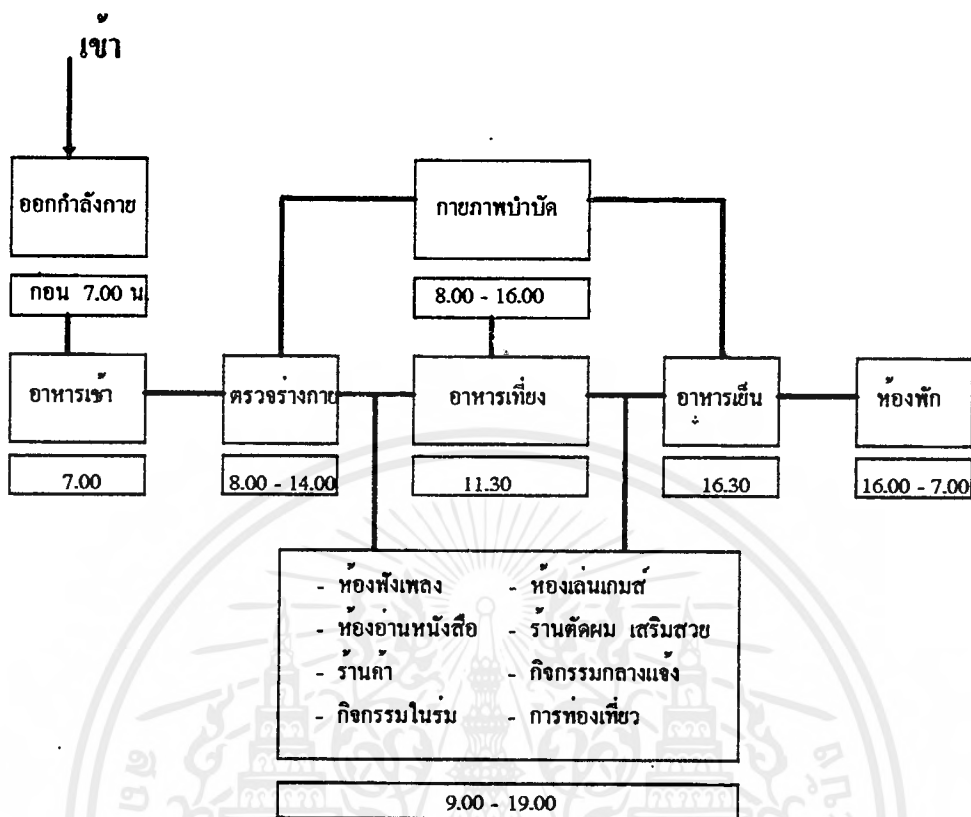 เข้า
ออกกำลังกาย
กายภาพบำบัด
ก่อน 7.00 น.
8.00 - 16.00
อาหารเช้า
ตรวจร่างกาย
อาหารเที่ยง
อาหารเย็น
ห้องพัก
7.00
8.00 - 14.00
11.30
16.30
16.00 - 7.00
- ห้องฟังเพลง
- ห้องเล่นเกมส์
- ห้องอ่านหนังสือ
- ร้านตัดผม เสริมสวย
- ร้านค้า
- กิจกรรมกลางแจ้ง
- กิจกรรมในร่ม
- การท่องเที่ยว
9.00 - 19.00